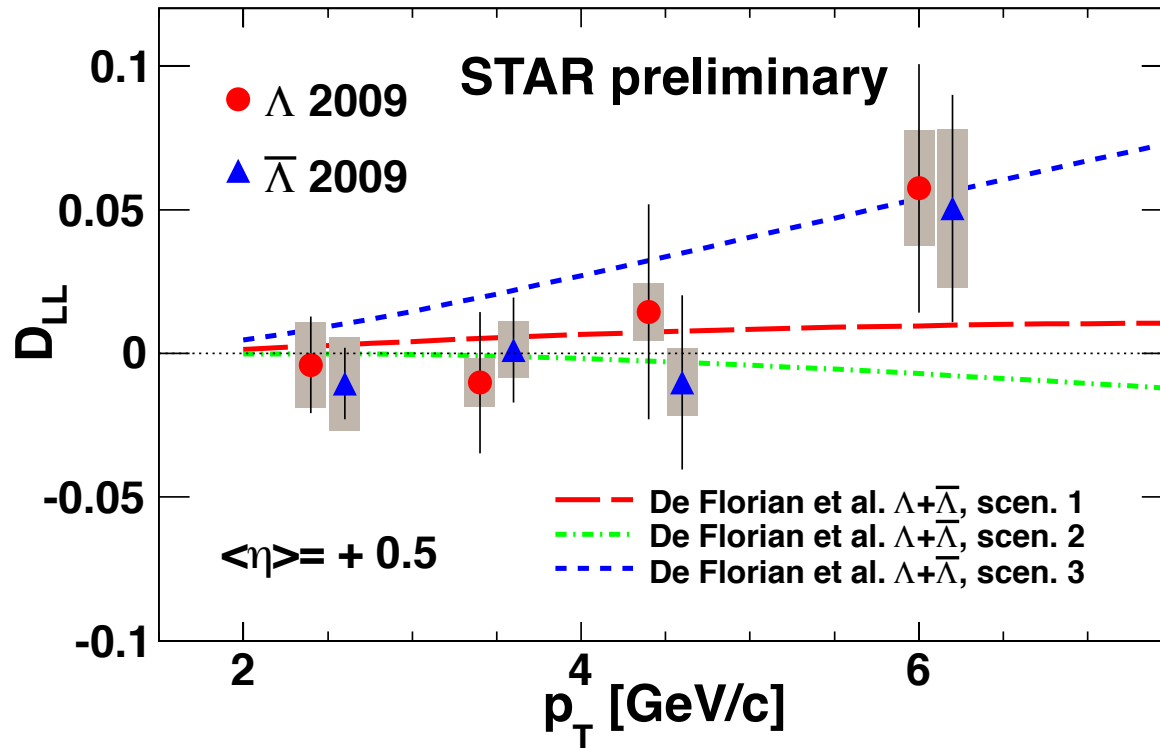 STAR preliminary
Λ 2009
Λ̅ 2009
0.1
0.05
0
-0.05
-0.1
D_LL
<η>= + 0.5
De Florian et al. Λ+Λ̅, scen. 1
De Florian et al. Λ+Λ̅, scen. 2
De Florian et al. Λ+Λ̅, scen. 3
2 4 6
p_T [GeV/c]